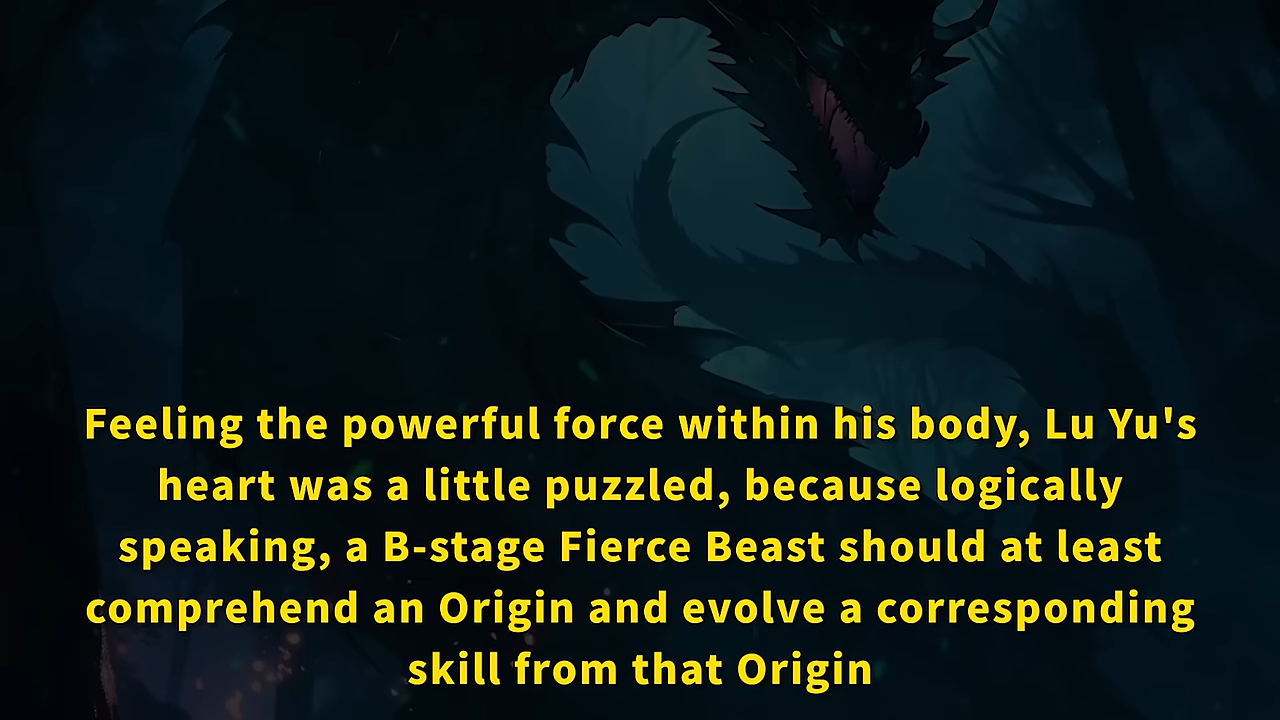 Feeling the powerful force within his body, Lu Yu's
heart was a little puzzled, because logically
speaking, a B-stage Fierce Beast should at least
comprehend an Origin and evolve a corresponding
skill from that Origin